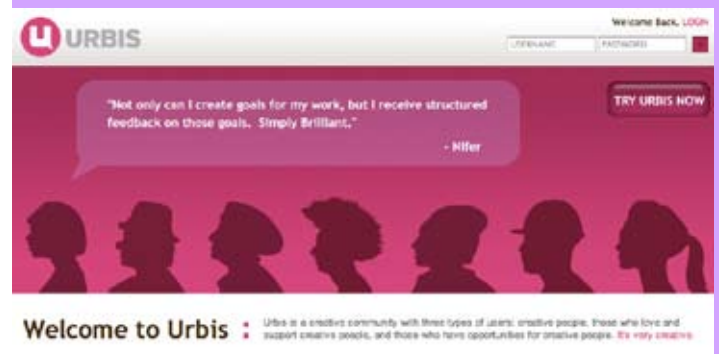 URBIS
Welcome Back, LOGIN
USERNAME PASSWORD
TRY URBIS NOW
"Not only can I create goals for my work, but I receive structured
feedback on those goals. Simply Brilliant."
- Nifer
Welcome to Urbis :
Urbis is a creative community with three types of users: creative people, those who love and
support creative people, and those who have opportunities for creative people. It's very creative.